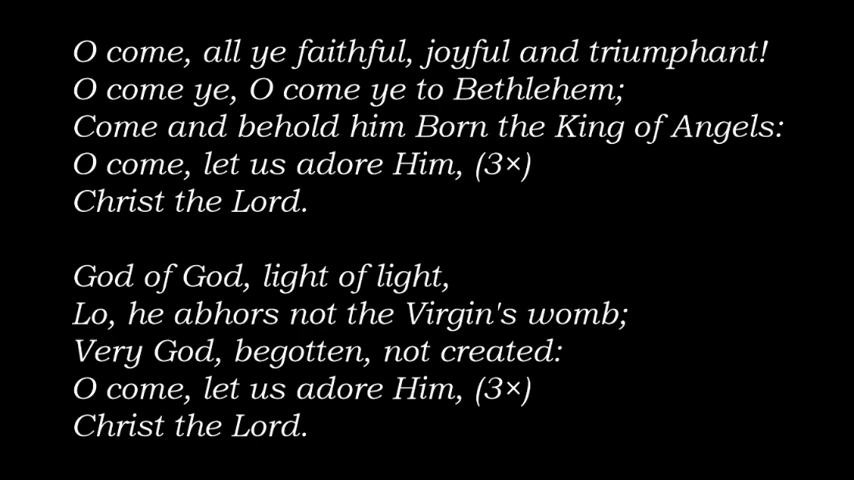 O come, all ye faithful, joyful and triumphant!
O come ye, O come ye to Bethlehem;
Come and behold him Born the King of Angels:
O come, let us adore Him, (3×)
Christ the Lord.
God of God, light of light,
Lo, he abhors not the Virgin's womb;
Very God, begotten, not created:
O come, let us adore Him, (3×)
Christ the Lord.